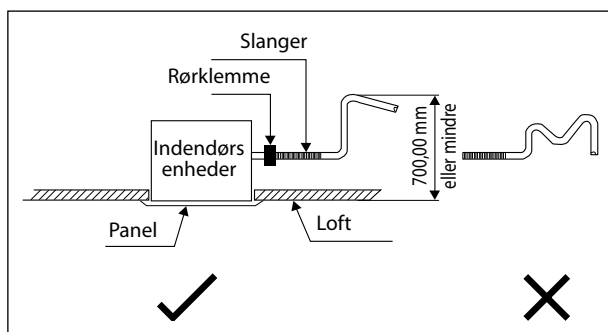 Slanger
Rørklemme
Indendørs
enheder
700,00 mm
eller mindre
Panel
Loft